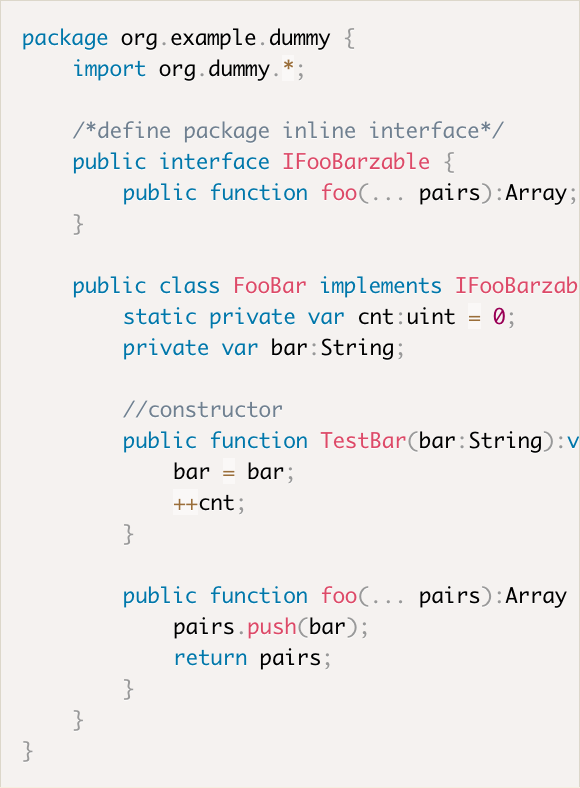 package org.example.dummy {
    import org.dummy.*;

    /*define package inline interface*/
    public interface IFooBarzable {
        public function foo(... pairs):Array;
    }

    public class FooBar implements IFooBarzab
        static private var cnt:uint = 0;
        private var bar:String;

        //constructor
        public function TestBar(bar:String):v
            bar = bar;
            ++cnt;
        }

        public function foo(... pairs):Array
            pairs.push(bar);
            return pairs;
        }
    }
}